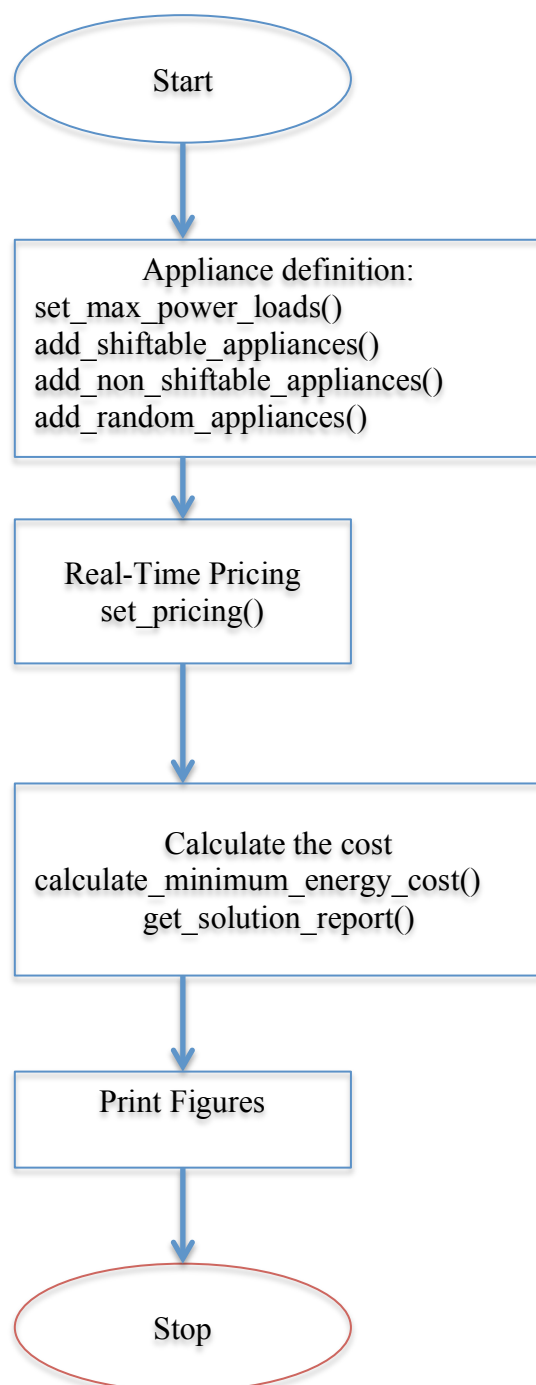 Start
Appliance definition:
set_max_power_loads()
add_shiftable_appliances()
add_non_shiftable_appliances()
add_random_appliances()
Real-Time Pricing
set_pricing()
Calculate the cost
calculate_minimum_energy_cost()
get_solution_report()
Print Figures
Stop